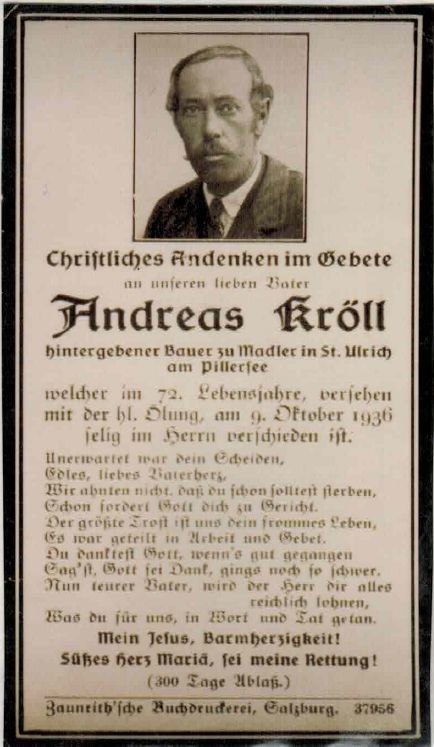 Christliches Andenken im Gebete
an unseren lieben Vater
Andreas Kröll
hintergebener Bauer zu Madler in St. Ulrich
am Pillersee
welcher im 72. Lebensjahre, versehen
mit der hl. Ölung, am 9. Oktober 1936
selig im Herrn verschieden ist.
Unerwartet war dein Scheiden,
Edles, liebes Vaterherz,
Wir ahnten nicht, daß du schon solltest sterben,
Schon fordert Gott dich zu Gericht.
Der größte Trost ist uns dein frommes Leben,
Es war geteilt in Arbeit und Gebet.
Du danktest Gott, wenn's gut gegangen
Sag'st, Gott sei Dank, gings noch so schwer.
Nun teurer Vater, wird der Herr dir alles
reichlich lohnen,
Was du für uns, in Wort und Tat getan.
Mein Jesus, Barmherzigkeit!
Süßes Herz Mariä, sei meine Rettung!
(300 Tage Ablaß.)
Zaunrith'sche Buchdruckerei, Salzburg. 37956